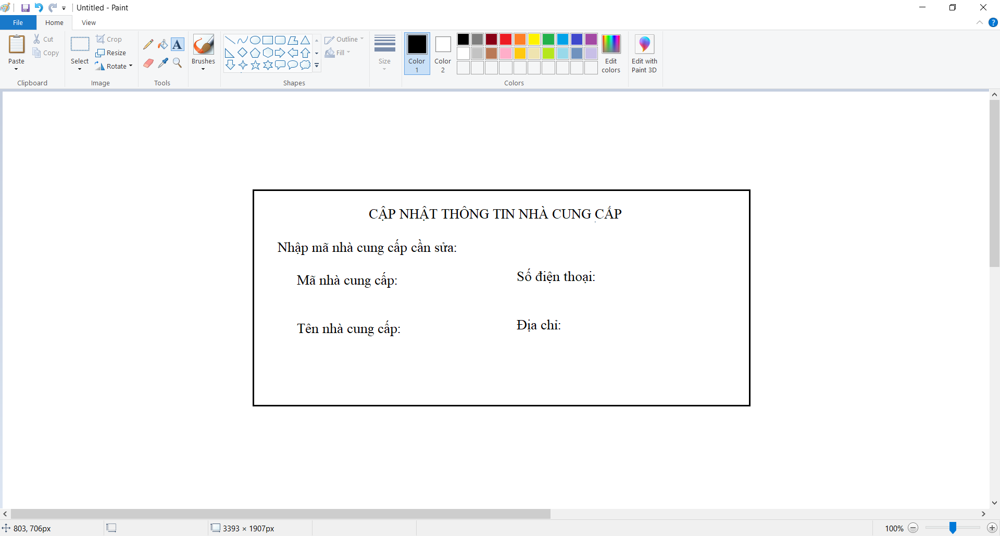 Untitled - Paint
File Home View
Paste Cut Copy Select Crop Resize Rotate Brushes Outline Fill Size Color 1 Color 2 Edit colors Edit with Paint 3D
Clipboard Image Tools Shapes Colors
CẬP NHẬT THÔNG TIN NHÀ CUNG CẤP
Nhập mã nhà cung cấp cần sửa:
Mã nhà cung cấp: Số điện thoại:
Tên nhà cung cấp: Địa chỉ:
803, 706px 3393 × 1907px 100%